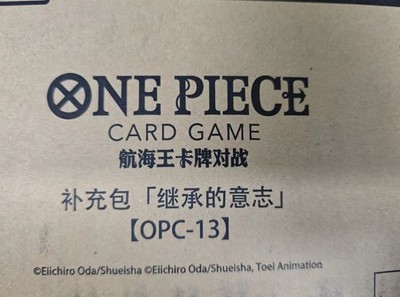 ONE PIECE
CARD GAME
航海王卡牌对战
补充包「继承的意志」
【OPC-13】
©Eiichiro Oda/Shueisha ©Eiichiro Oda/Shueisha, Toei Animation